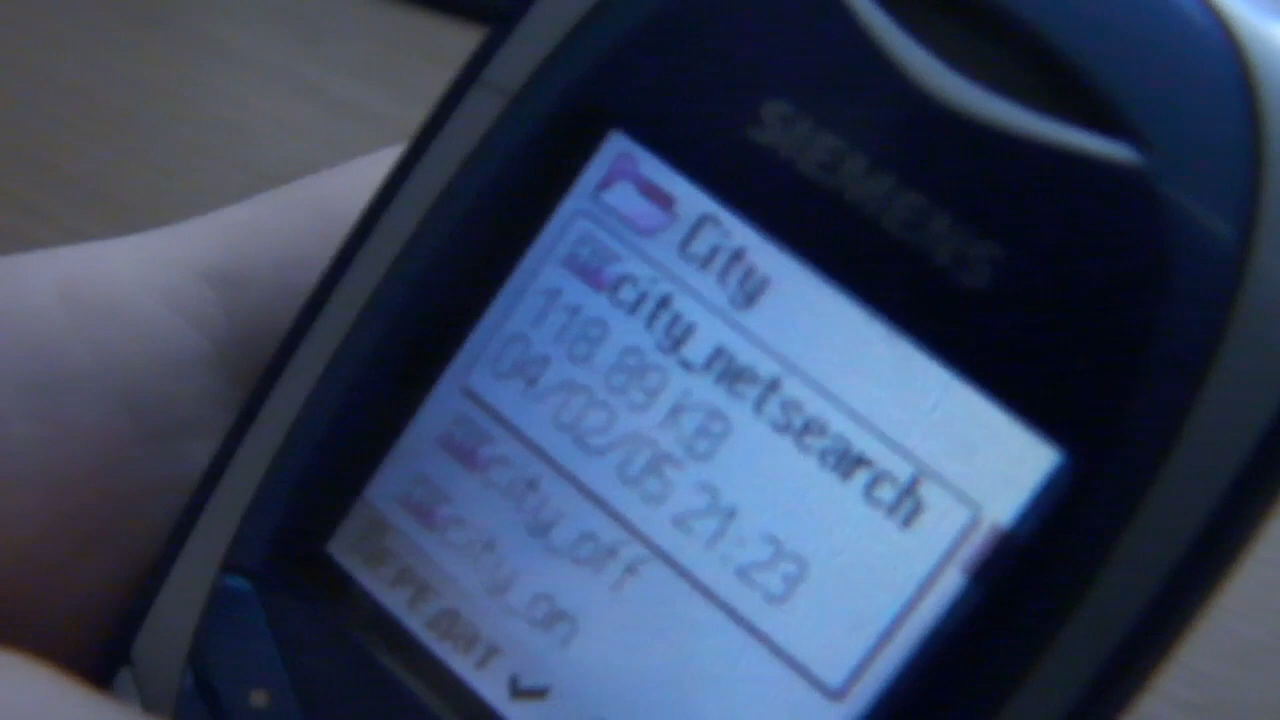 SIEMENS
City
city_netsearch
118.89 KB
04/02/05 21:23
city_off
city_on